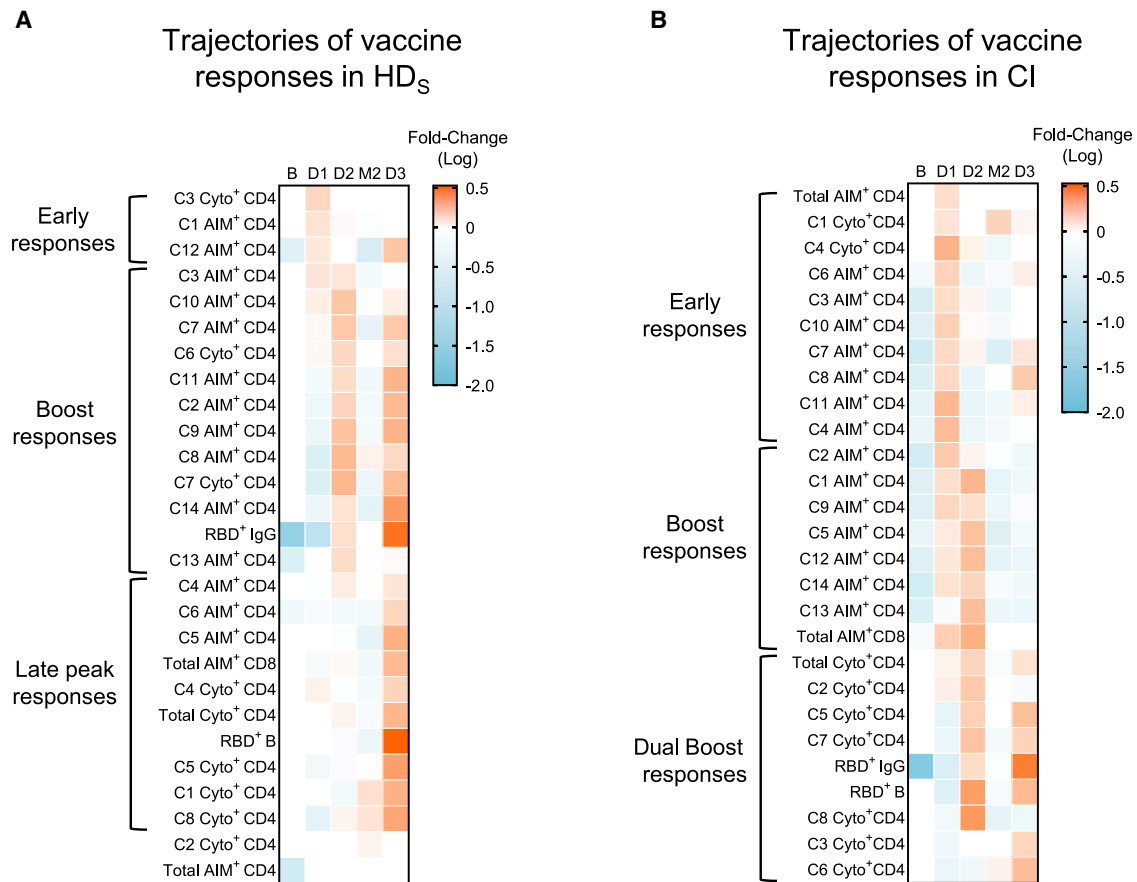 A
Trajectories of vaccine
responses in HDS
Fold-Change
(Log)
B D1 D2 M2 D3
0.5
0
-0.5
-1.0
-1.5
-2.0
Early
responses
C3 Cyto+ CD4
C1 AIM+ CD4
C12 AIM+ CD4
Boost
responses
C3 AIM+ CD4
C10 AIM+ CD4
C7 AIM+ CD4
C6 Cyto+ CD4
C11 AIM+ CD4
C2 AIM+ CD4
C9 AIM+ CD4
C8 AIM+ CD4
C7 Cyto+ CD4
C14 AIM+ CD4
RBD+ IgG
C13 AIM+ CD4
Late peak
responses
C4 AIM+ CD4
C6 AIM+ CD4
C5 AIM+ CD4
Total AIM+ CD8
C4 Cyto+ CD4
Total Cyto+ CD4
RBD+ B
C5 Cyto+ CD4
C1 Cyto+ CD4
C8 Cyto+ CD4
C2 Cyto+ CD4
Total AIM+ CD4
B
Trajectories of vaccine
responses in CI
Fold-Change
(Log)
B D1 D2 M2 D3
0.5
0
-0.5
-1.0
-1.5
-2.0
Early
responses
Total AIM+ CD4
C1 Cyto+CD4
C4 Cyto+ CD4
C6 AIM+ CD4
C3 AIM+ CD4
C10 AIM+ CD4
C7 AIM+ CD4
C8 AIM+ CD4
C11 AIM+ CD4
C4 AIM+ CD4
Boost
responses
C2 AIM+ CD4
C1 AIM+ CD4
C9 AIM+ CD4
C5 AIM+ CD4
C12 AIM+ CD4
C14 AIM+ CD4
C13 AIM+ CD4
Total AIM+CD8
Dual Boost
responses
Total Cyto+CD4
C2 Cyto+CD4
C5 Cyto+CD4
C7 Cyto+CD4
RBD+ IgG
RBD+ B
C8 Cyto+CD4
C3 Cyto+CD4
C6 Cyto+CD4